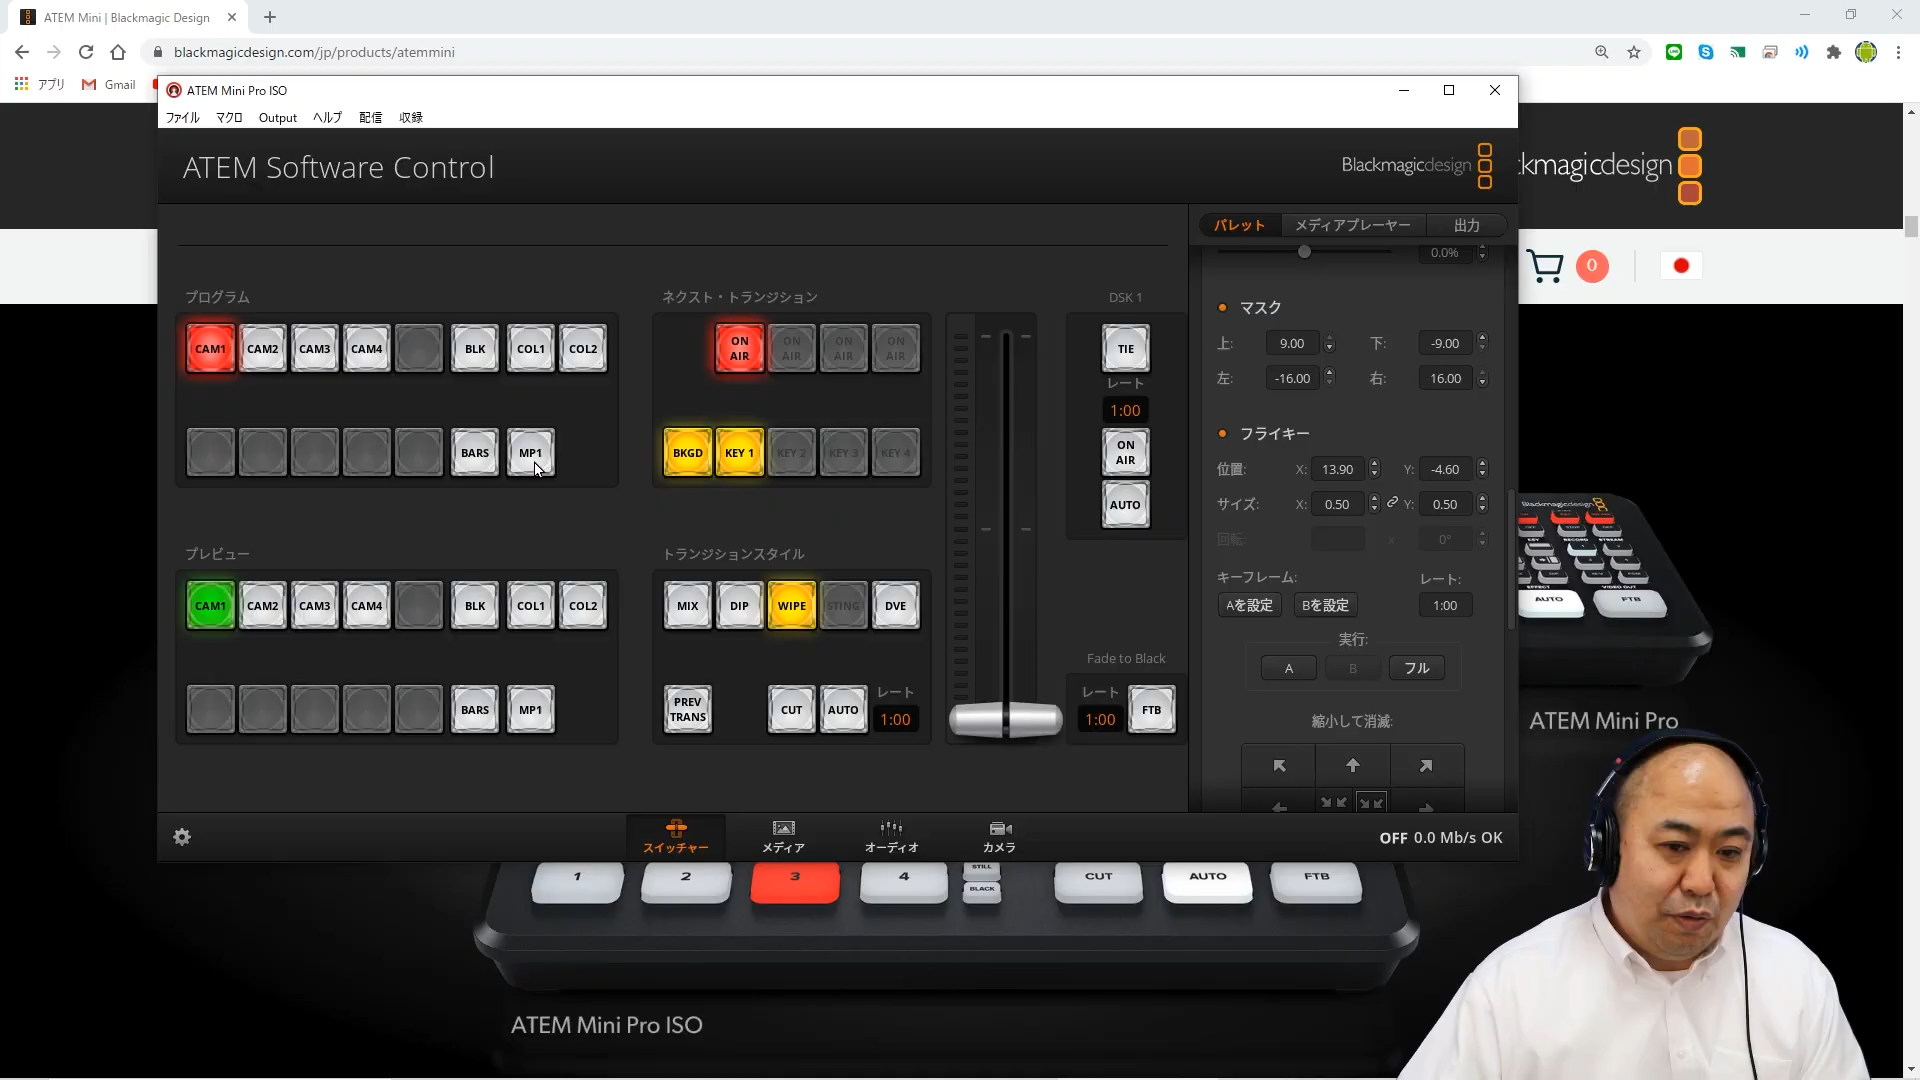 ATEM Mini | Blackmagic Design
blackmagicdesign.com/jp/products/atemmini
アプリ
Gmail
ATEM Mini Pro ISO
ファイル マクロ Output ヘルプ 配信 収録
ATEM Software Control
Blackmagicdesign
ckmagicdesign
パレット メディアプレーヤー 出力
0.0%
0
プログラム
CAM1 CAM2 CAM3 CAM4 BLK COL1 COL2
BARS MP1
ネクスト・トランジション
ON AIR ON AIR ON AIR ON AIR
BKGD KEY 1 KEY 2 KEY 3 KEY 4
DSK 1
TIE
レート
1:00
ON AIR
AUTO
マスク
上: 9.00 下: -9.00
左: -16.00 右: 16.00
フライキー
位置: X: 13.90 Y: -4.60
サイズ: X: 0.50 Y: 0.50
回転: x 0°
キーフレーム: レート:
Aを設定 Bを設定 1:00
実行:
A B フル
縮小して消滅:
プレビュー
CAM1 CAM2 CAM3 CAM4 BLK COL1 COL2
BARS MP1
トランジションスタイル
MIX DIP WIPE STING DVE
PREV TRANS CUT AUTO
レート
1:00
Fade to Black
レート
1:00
FTB
スイッチャー メディア オーディオ カメラ
OFF 0.0 Mb/s OK
Blackmagicdesign
AUTO FTB
ATEM Mini Pro
1 2 3 4 STILL BLACK CUT AUTO FTB
ATEM Mini Pro ISO